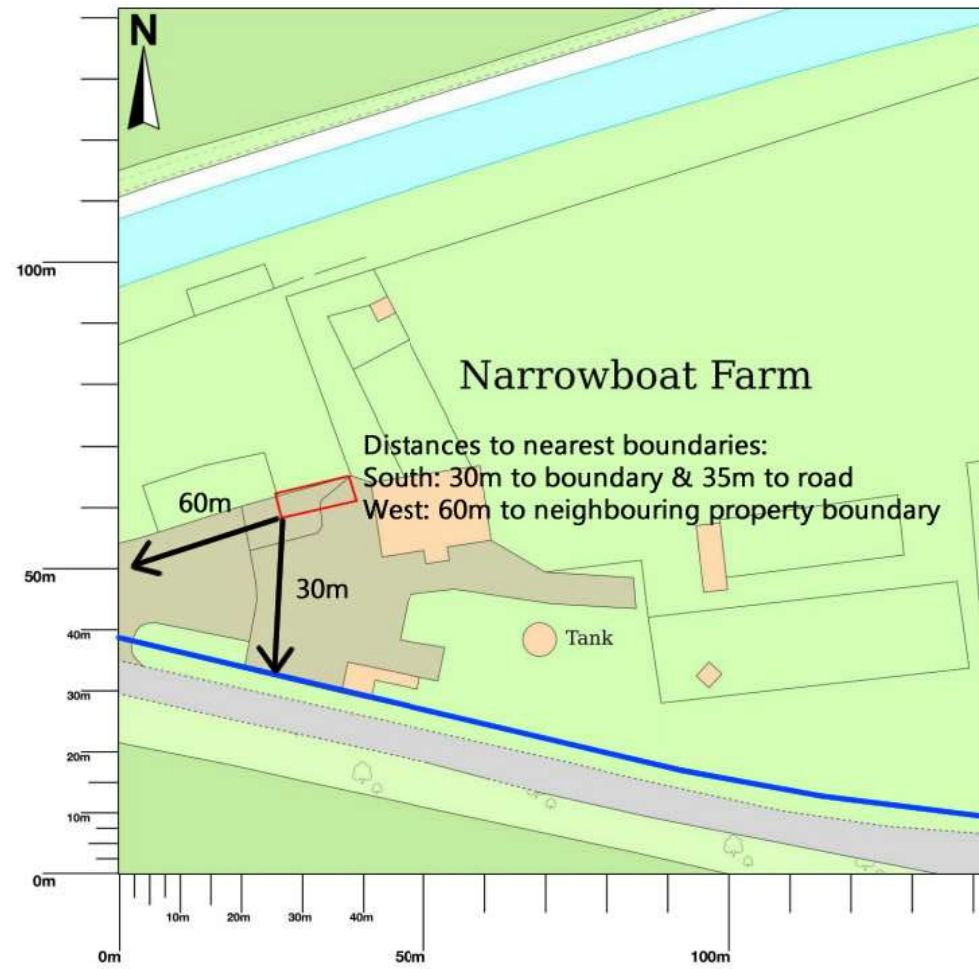 N
100m
Narrowboat Farm
Distances to nearest boundaries:
South: 30m to boundary & 35m to road
60m
West: 60m to neighbouring property boundary
50m
30m
40m
Tank
30m
20m
10m
0m
10m
20m
30m
40m
0m
50m
100m